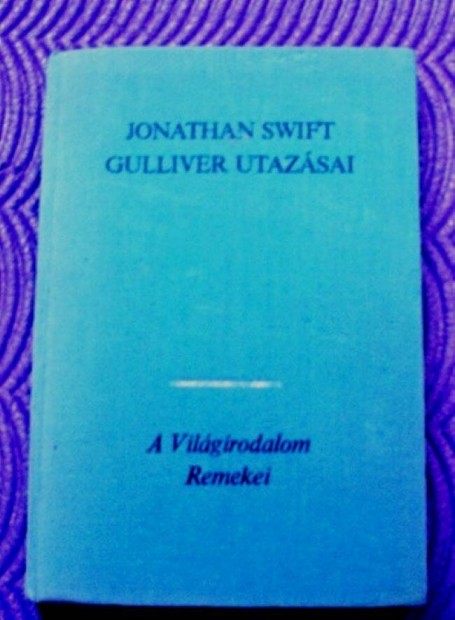 JONATHAN SWIFT
GULLIVER UTAZÁSAI
A Világirodalom
Remekei